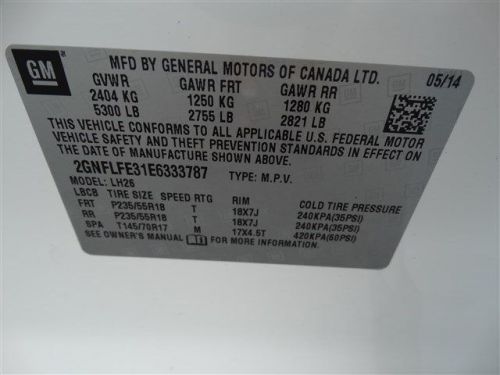 GM
MFD BY GENERAL MOTORS OF CANADA LTD.
05/14
GVWR GAWR FRT GAWR RR
2404 KG 1250 KG 1280 KG
5300 LB 2755 LB 2821 LB
THIS VEHICLE CONFORMS TO ALL APPLICABLE U.S. FEDERAL MOTOR
VEHICLE SAFETY AND THEFT PREVENTION STANDARDS IN EFFECT ON
THE DATE OF MANUFACTURE SHOWN ABOVE.
2GNFLFE31E6333787 TYPE: M.P.V.
MODEL: LH26
LBCB TIRE SIZE SPEED RTG RIM COLD TIRE PRESSURE
FRT P235/55R18 T 18X7J 240KPA(35PSI)
RR P235/55R18 T 18X7J 240KPA(35PSI)
SPA T145/70R17 M 17X4.5T 420KPA(60PSI)
SEE OWNER'S MANUAL FOR MORE INFORMATION.